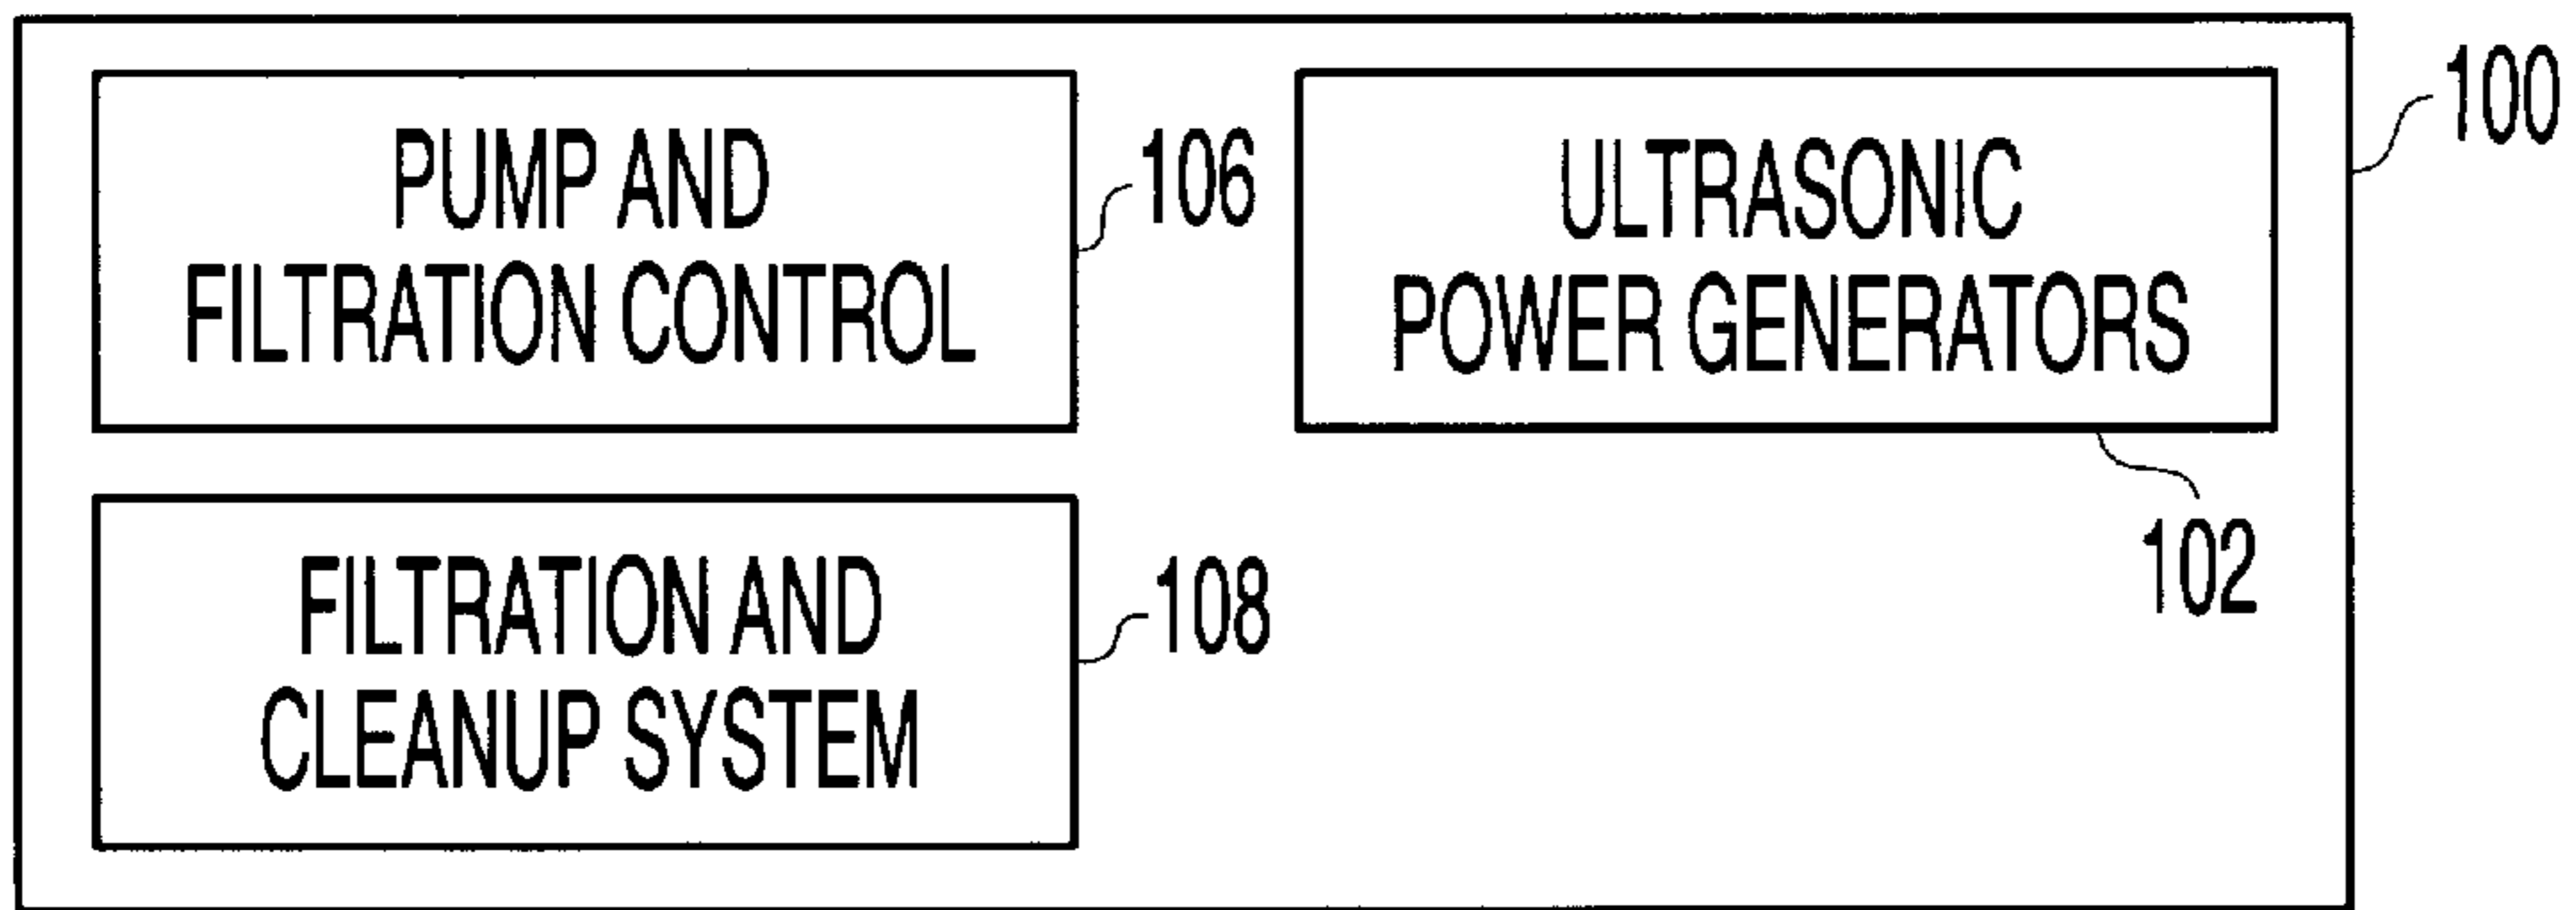 PUMP AND
FILTRATION CONTROL
106
ULTRASONIC
POWER GENERATORS
100
102
FILTRATION AND
CLEANUP SYSTEM
108